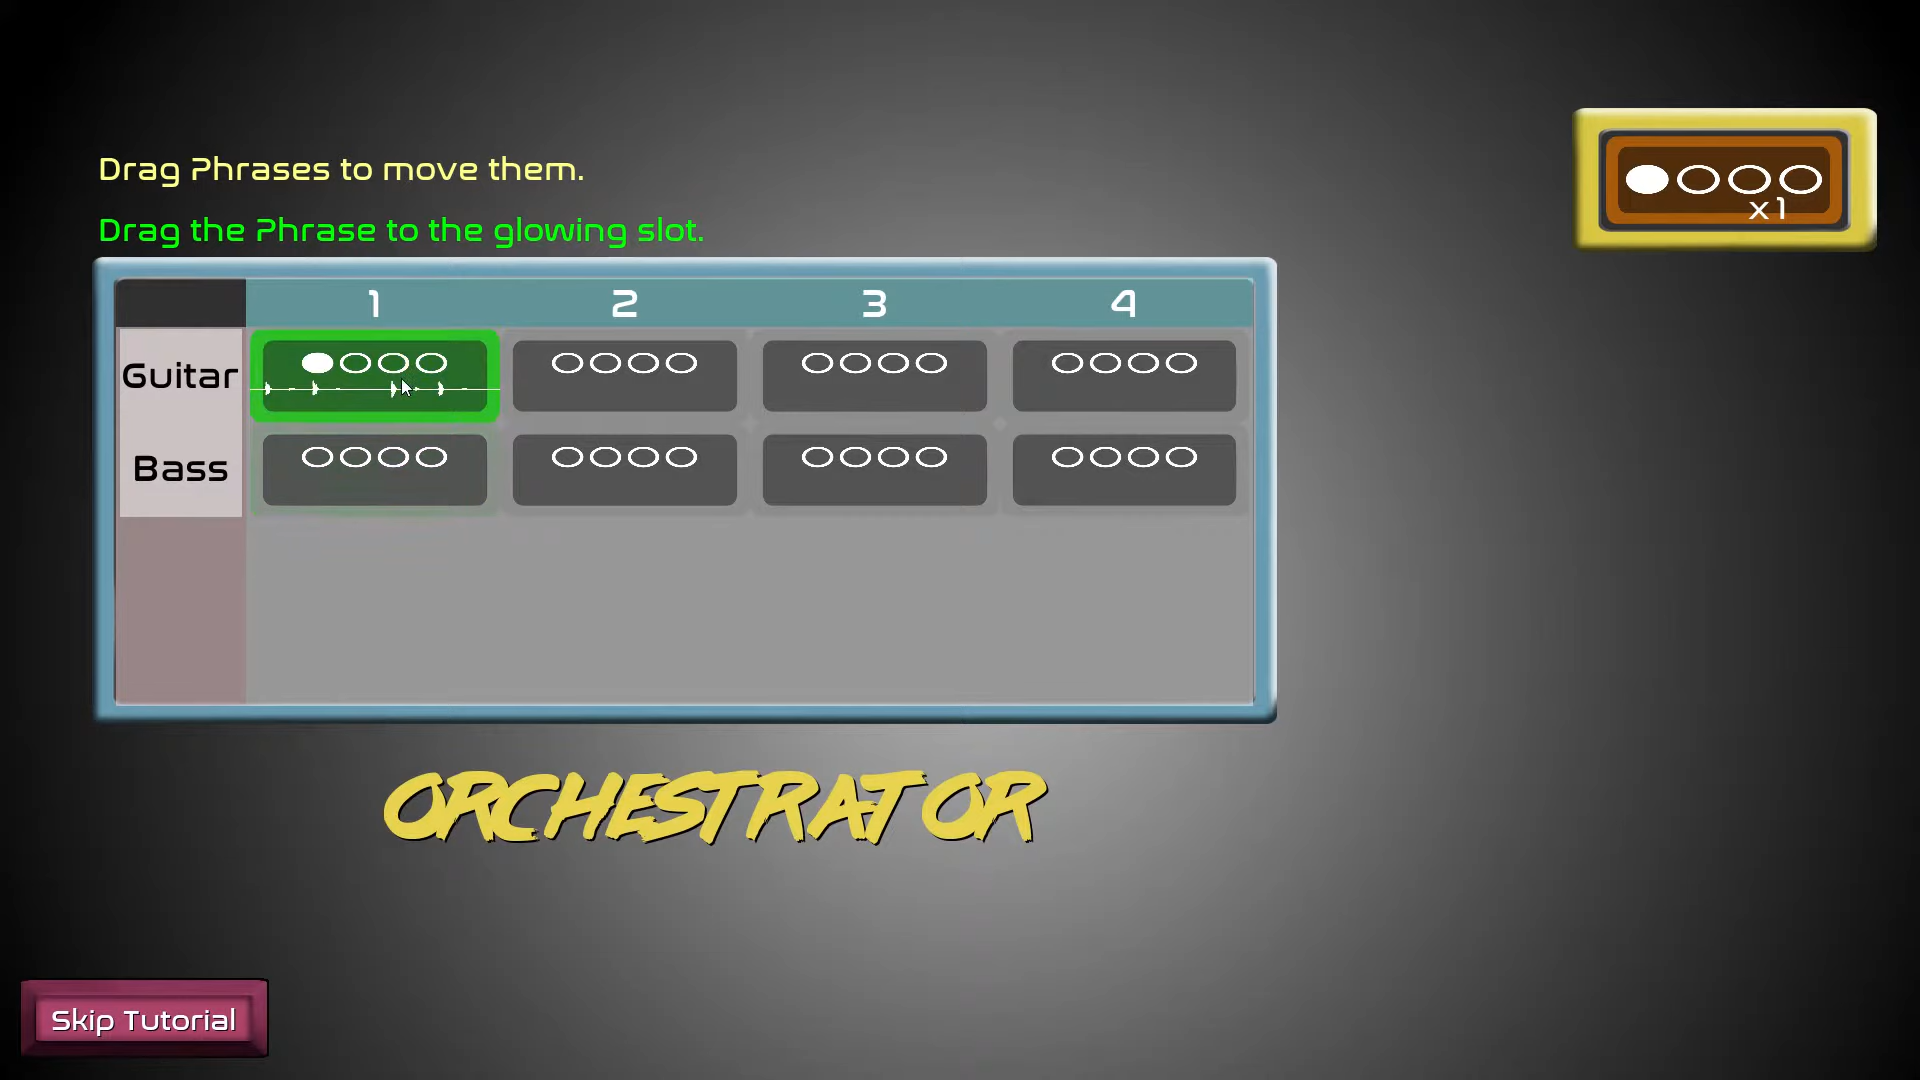 Drag Phrases to move them.
x1
Drag the Phrase to the glowing slot.
1 2 3 4
Guitar
Bass
ORCHESTRATOR
Skip Tutorial